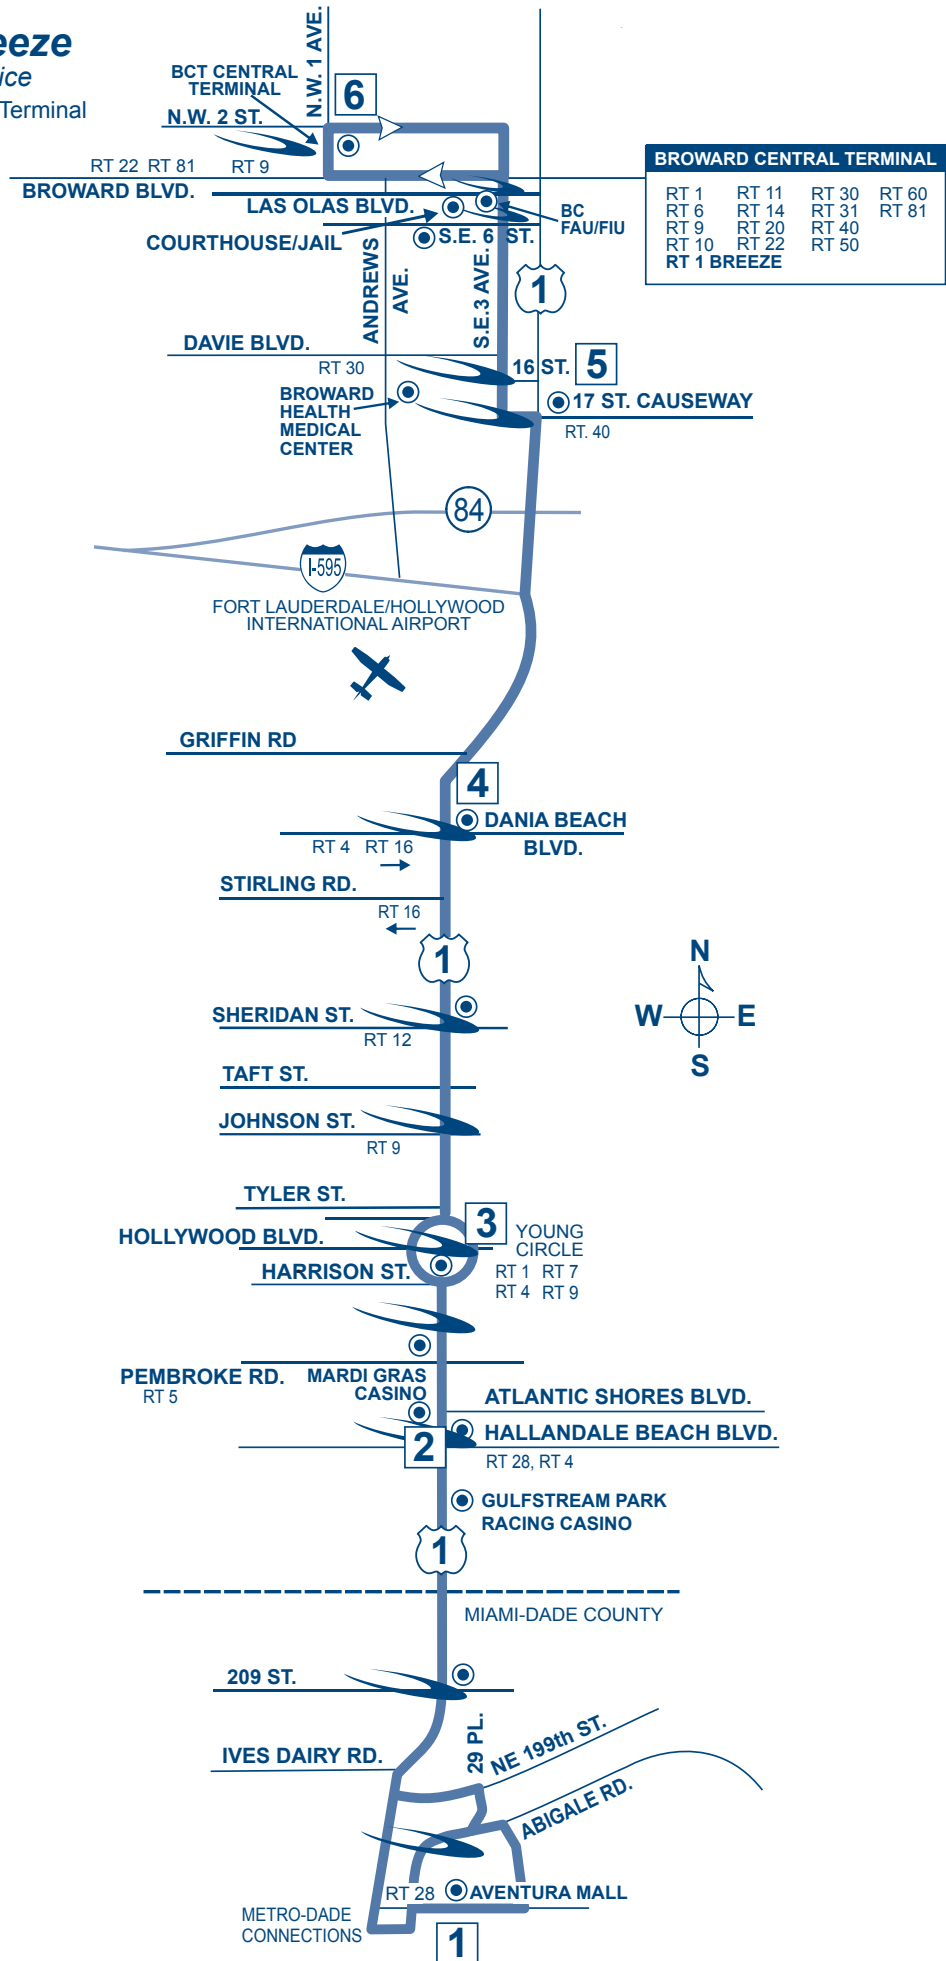 eeze
ice
Terminal
N.W. 1 AVE.
BCT CENTRAL
TERMINAL
6
N.W. 2 ST.
RT 22 RT 81 RT 9
BROWARD BLVD.
LAS OLAS BLVD.
BC
FAU/FIU
COURTHOUSE/JAIL
S.E. 6 ST.
BROWARD CENTRAL TERMINAL
RT 1 RT 11 RT 30 RT 60
RT 6 RT 14 RT 31 RT 81
RT 9 RT 20 RT 40
RT 10 RT 22 RT 50
RT 1 BREEZE
ANDREWS
AVE.
S.E.3 AVE.
1
DAVIE BLVD.
RT 30
16 ST.
5
BROWARD
HEALTH
MEDICAL
CENTER
17 ST. CAUSEWAY
RT. 40
84
I-595
FORT LAUDERDALE/HOLLYWOOD
INTERNATIONAL AIRPORT
GRIFFIN RD
4
DANIA BEACH
BLVD.
RT 4 RT 16
STIRLING RD.
RT 16
1
N
W E
S
SHERIDAN ST.
RT 12
TAFT ST.
JOHNSON ST.
RT 9
TYLER ST.
3
YOUNG
CIRCLE
HOLLYWOOD BLVD.
HARRISON ST.
RT 1 RT 7
RT 4 RT 9
PEMBROKE RD.
RT 5
MARDI GRAS
CASINO
ATLANTIC SHORES BLVD.
2
HALLANDALE BEACH BLVD.
RT 28, RT 4
GULFSTREAM PARK
RACING CASINO
1
MIAMI-DADE COUNTY
209 ST.
29 PL.
NE 199th ST.
IVES DAIRY RD.
ABIGALE RD.
RT 28
AVENTURA MALL
METRO-DADE
CONNECTIONS
1